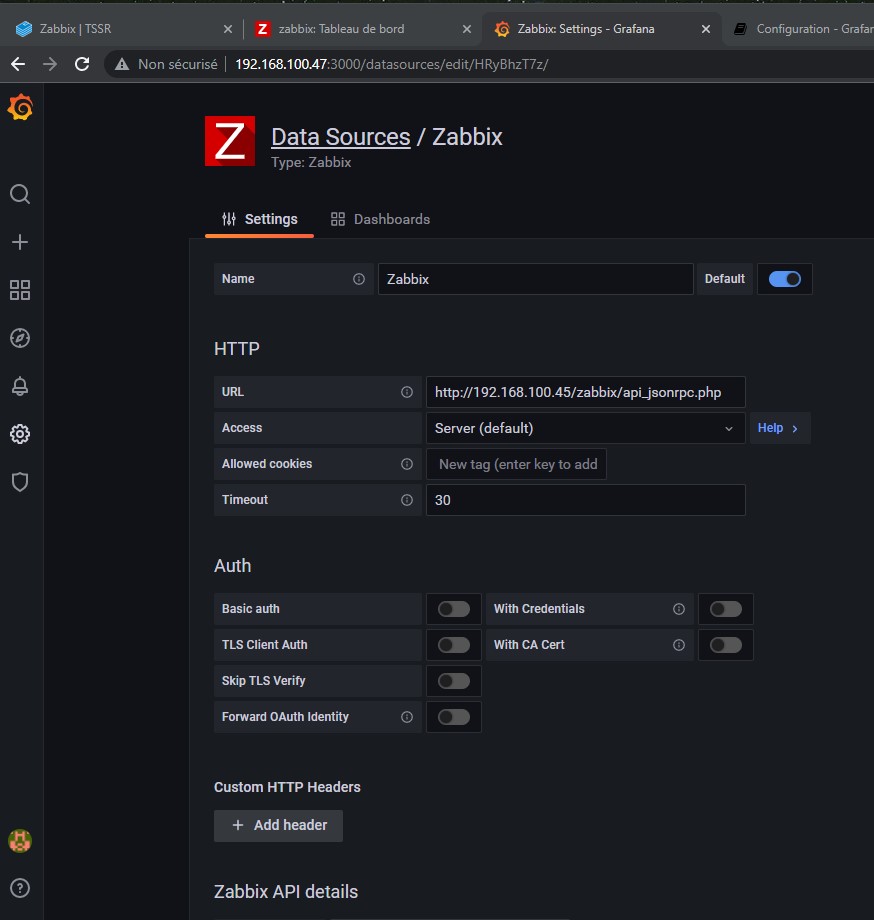 Zabbix | TSSR
zabbix: Tableau de bord
Zabbix: Settings - Grafana
Configuration - Grafan
Non sécurisé | 192.168.100.47:3000/datasources/edit/HRyBhzT7z/
Z
Data Sources / Zabbix
Type: Zabbix
Settings
Dashboards
Name
Zabbix
Default
HTTP
URL
http://192.168.100.45/zabbix/api_jsonrpc.php
Access
Server (default)
Help
Allowed cookies
New tag (enter key to add
Timeout
30
Auth
Basic auth
With Credentials
TLS Client Auth
With CA Cert
Skip TLS Verify
Forward OAuth Identity
Custom HTTP Headers
+ Add header
Zabbix API details